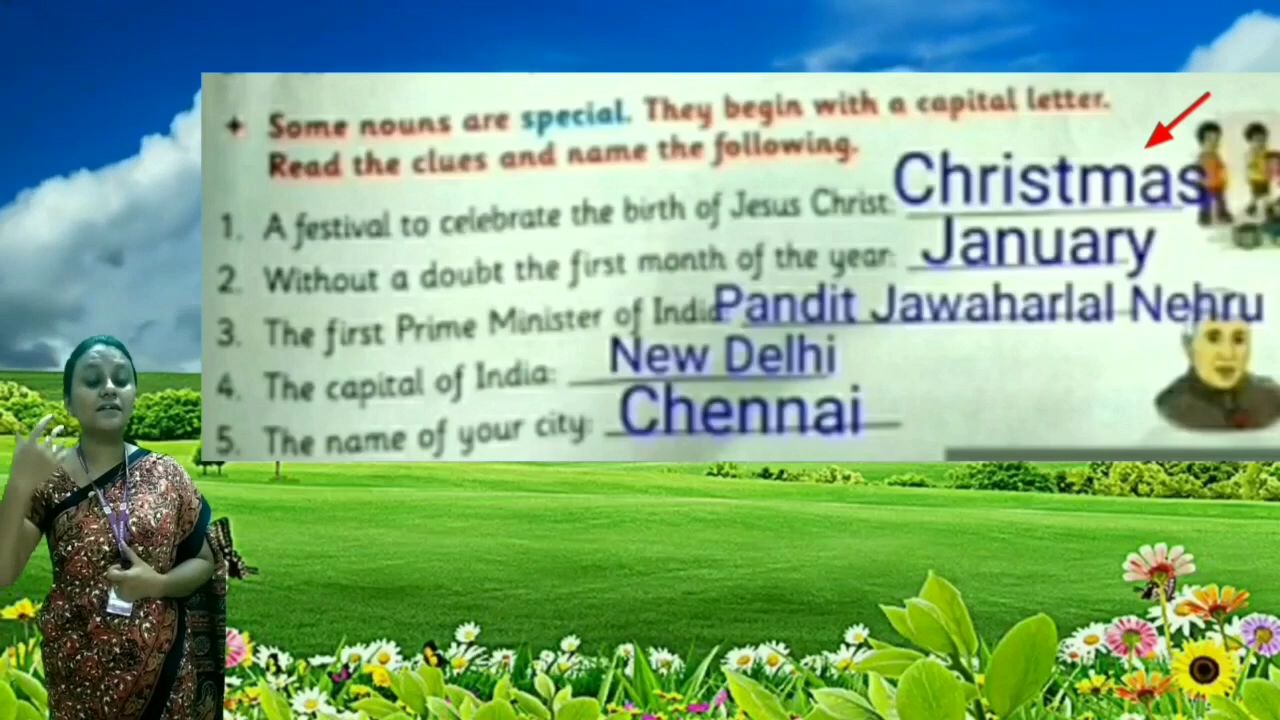 + Some nouns are special. They begin with a capital letter.
Read the clues and name the following.
1. A festival to celebrate the birth of Jesus Christ: Christmas
2. Without a doubt the first month of the year: January
3. The first Prime Minister of India Pandit Jawaharlal Nehru
4. The capital of India: New Delhi
5. The name of your city: Chennai